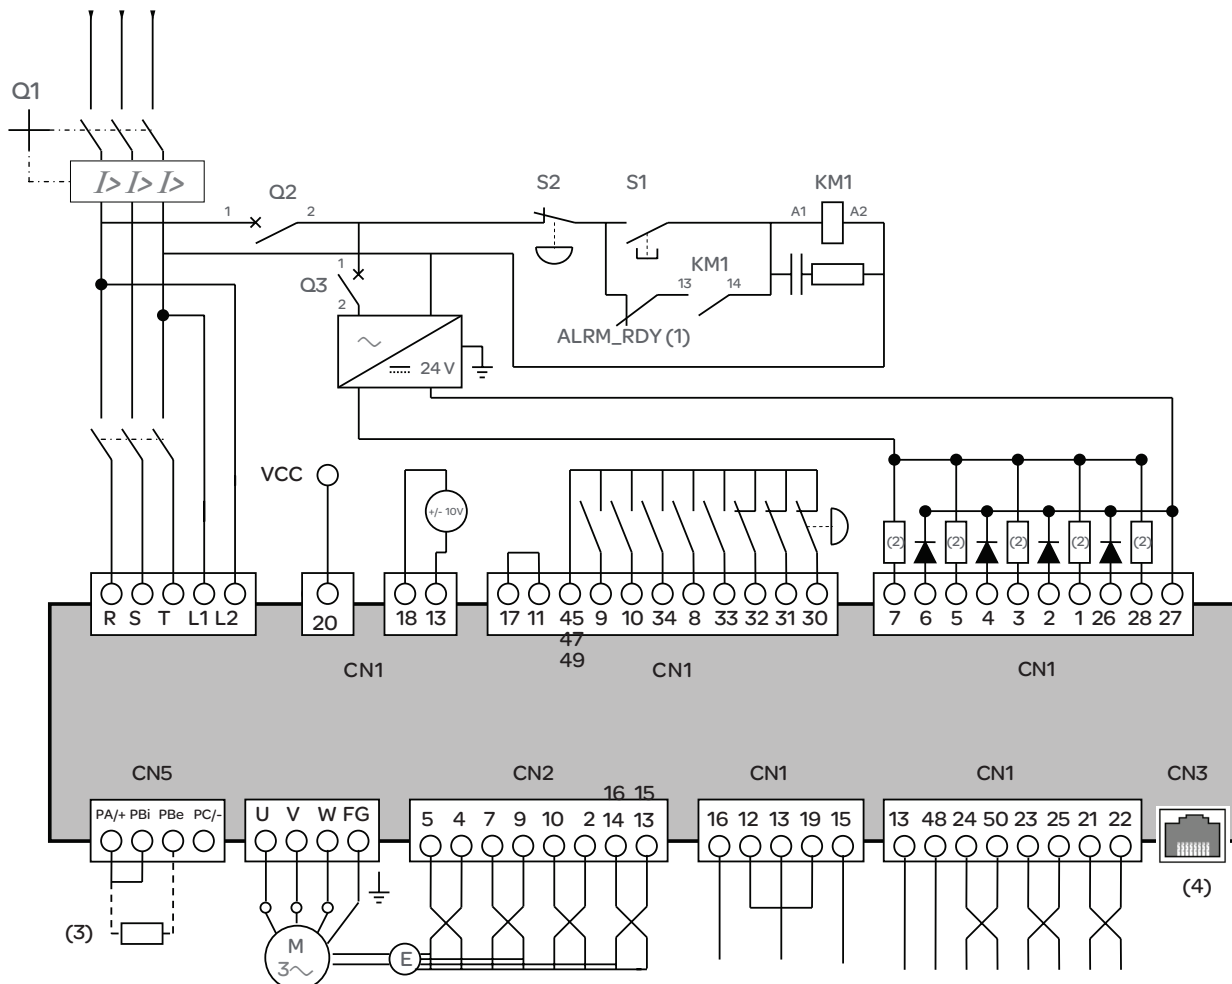 Q1
I> I> I>
Q2
1 2
S2 S1 KM1
A1 A2
Q3
1
2
KM1
13 14
ALRM_RDY (1)
24 V
VCC
+/- 10V
(2) (2) (2) (2) (2)
R S T L1 L2
20
18 13
17 11 45 9 10 34 8 33 32 31 30
47
49
7 6 5 4 3 2 1 26 28 27
CN1 CN1 CN1
CN5 CN2 CN1 CN1 CN3
PA/+ PBi PBe PC/-
U V W FG
16 15
5 4 7 9 10 2 14 13
16 12 13 19 15
13 48 24 50 23 25 21 22
(4)
(3)
M
3~
E